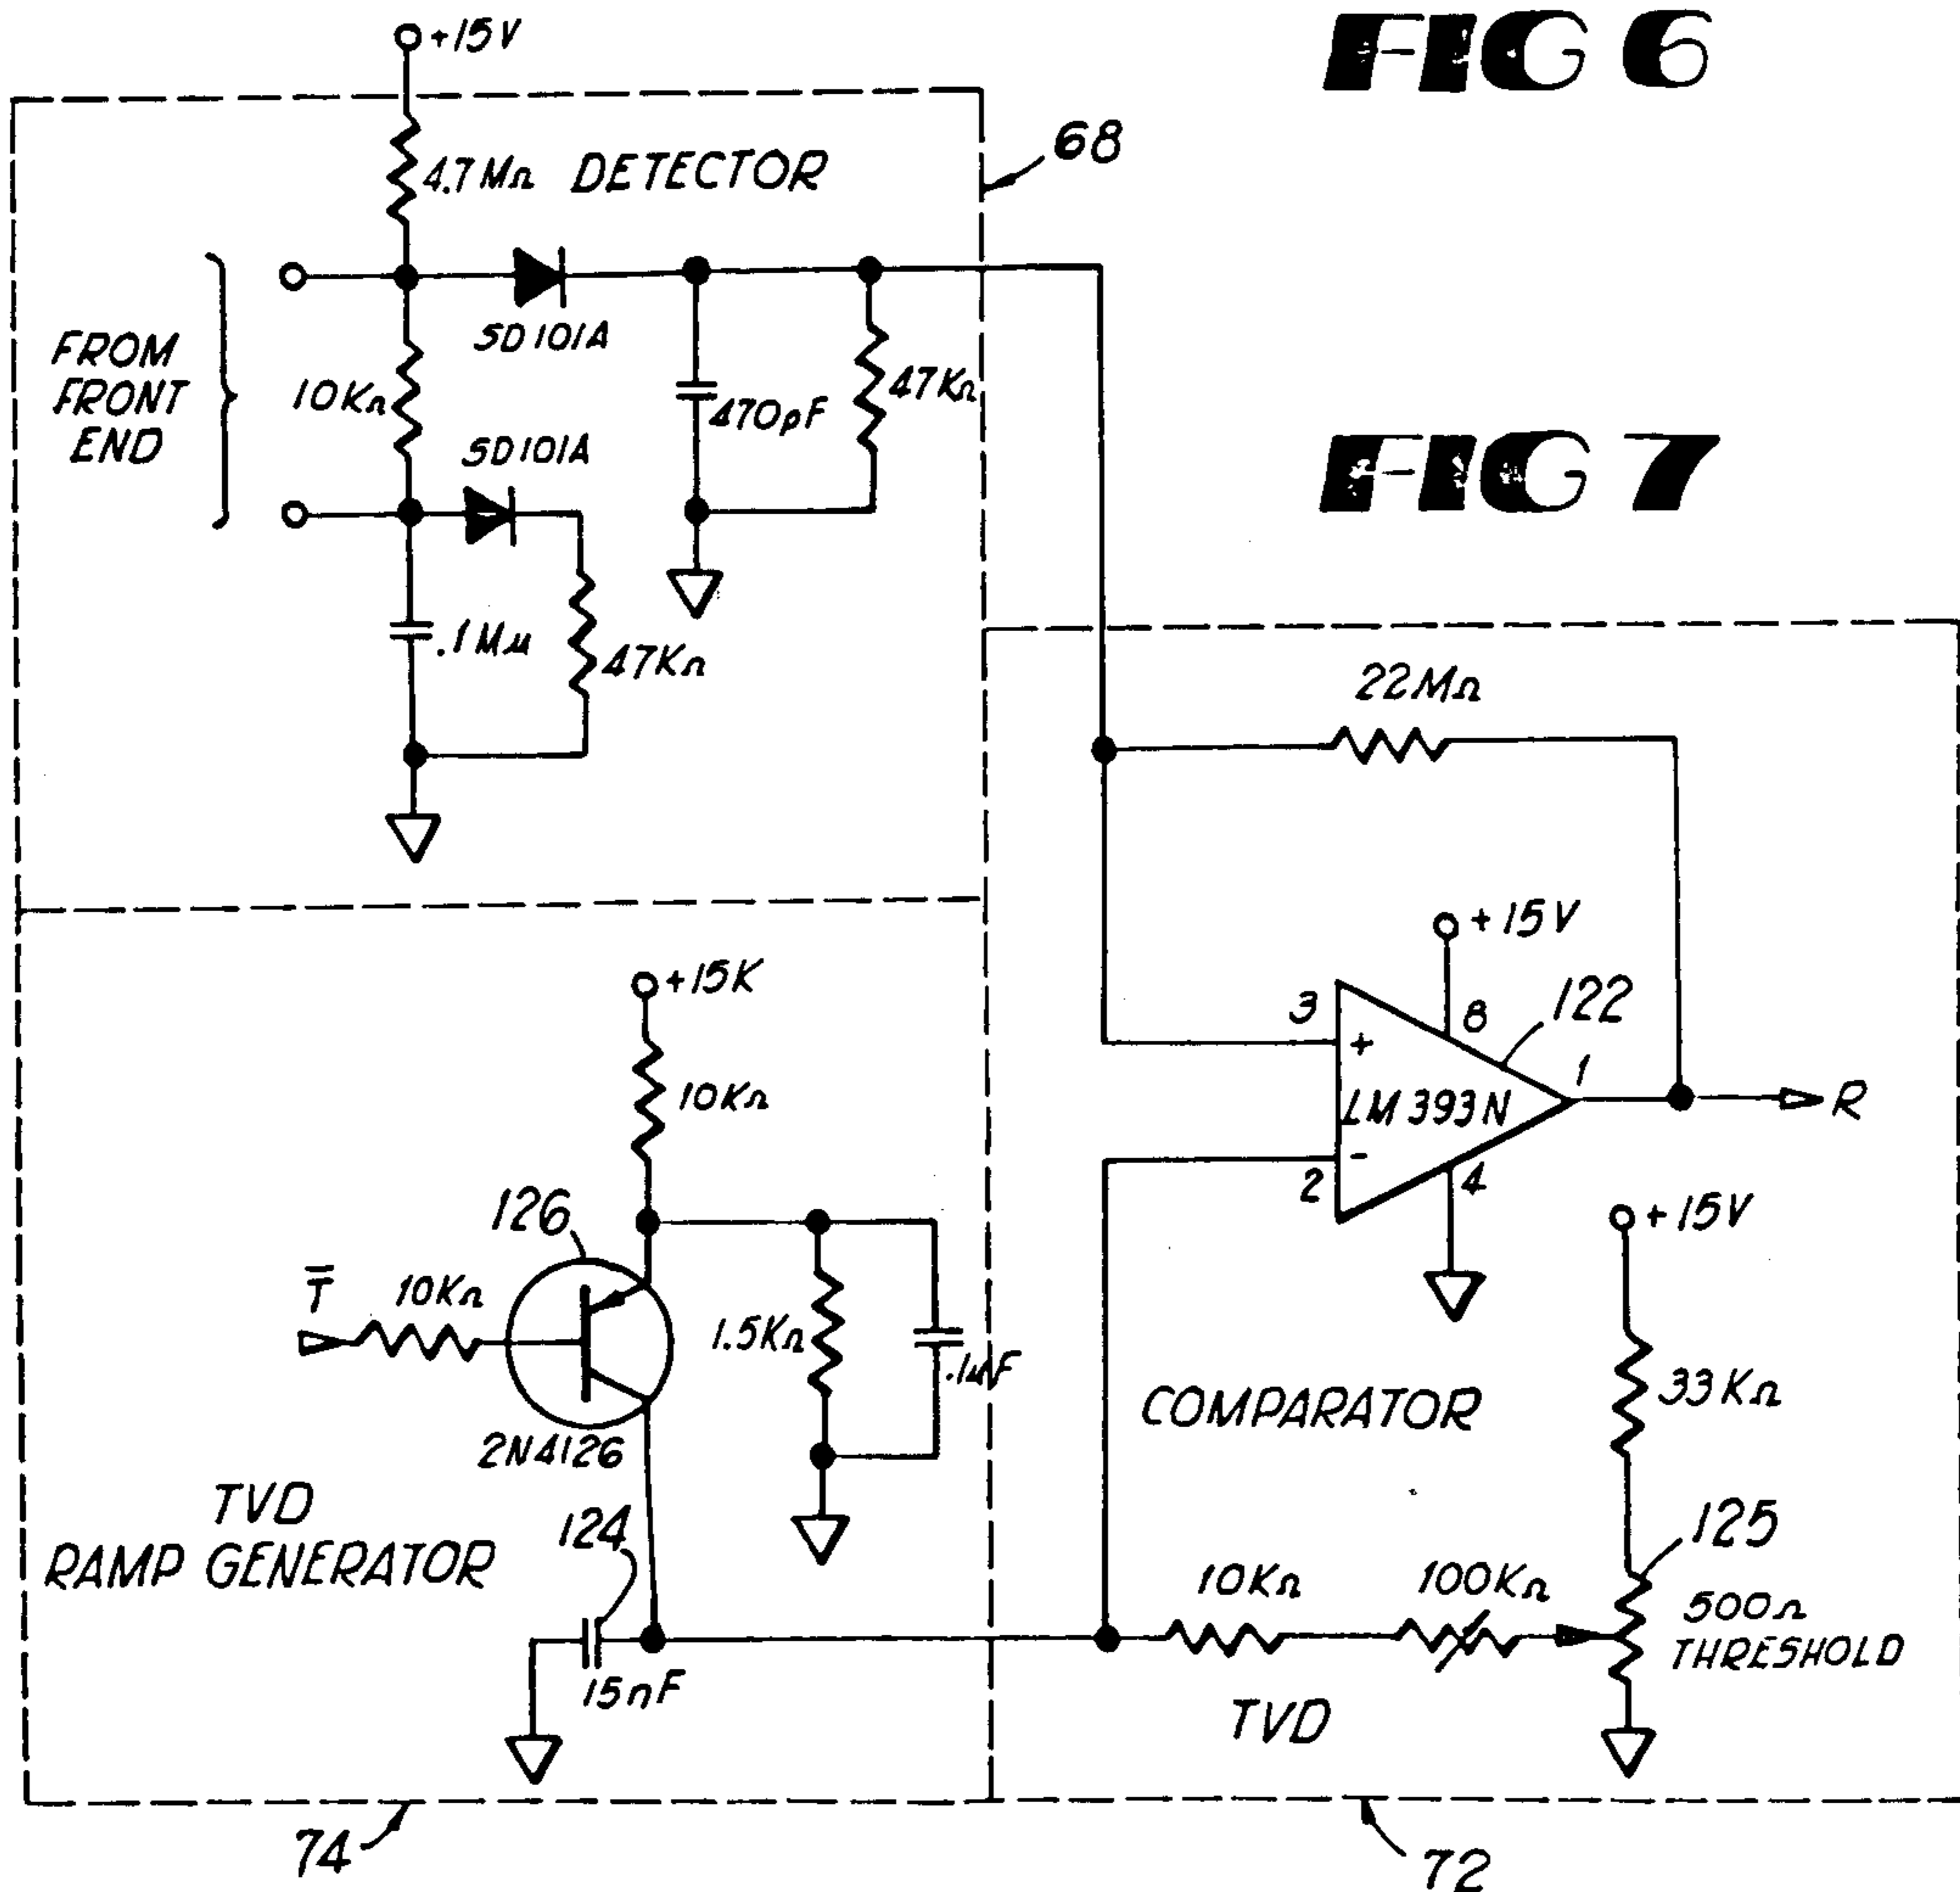 FIG 6
+15V
68
4.7MΩ
DETECTOR
SD101A
FROM
FRONT
END
10KΩ
470pF
47KΩ
SD101A
FIG 7
.1Mµ
47KΩ
22MΩ
+15K
+15V
3
8
122
+
LM393N
1
R
10KΩ
-
2
4
126
+15V
T̅
10KΩ
1.5KΩ
.1µF
33KΩ
COMPARATOR
2N4126
TVD
RAMP GENERATOR
124
125
10KΩ
100KΩ
500Ω
THRESHOLD
15nF
TVD
74
72